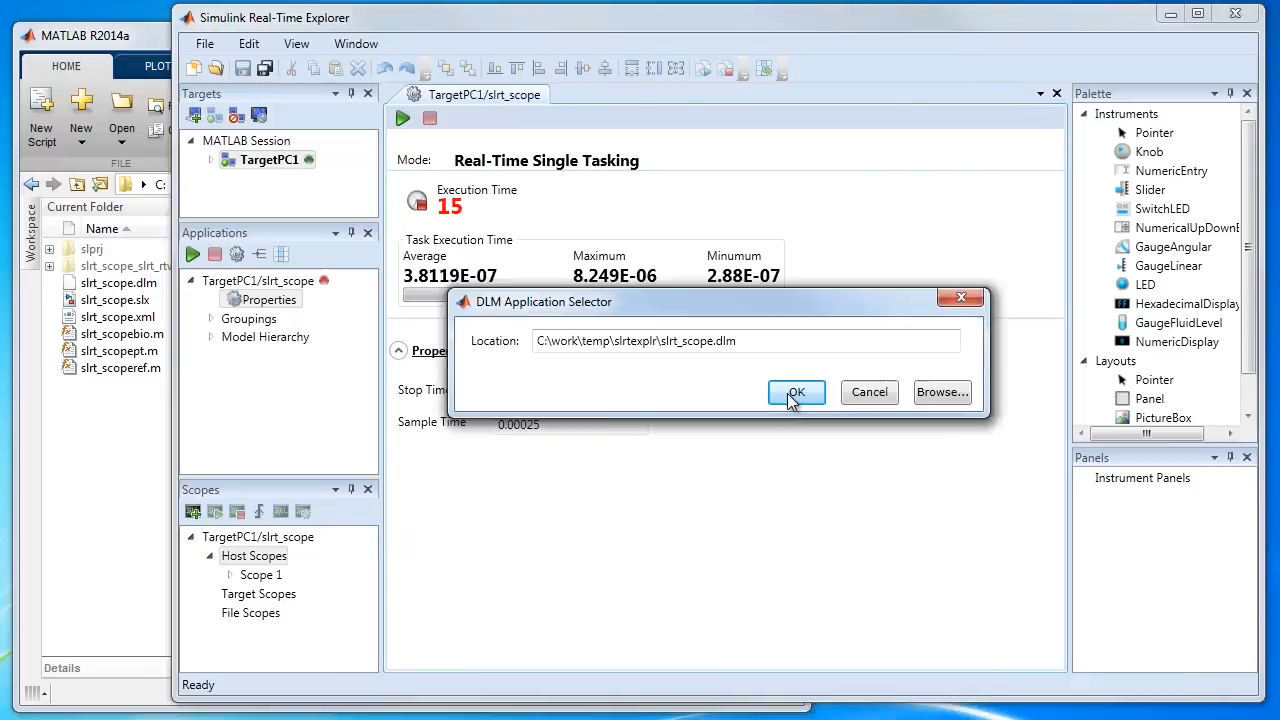 MATLAB R2014a
HOME
PLOT
New
Script
New
Open
FILE
C:
Current Folder
Workspace
Name
slprj
slrt_scope_slrt_rtw
slrt_scope.dlm
slrt_scope.slx
slrt_scope.xml
slrt_scopebio.m
slrt_scopept.m
slrt_scoperef.m
Details
Simulink Real-Time Explorer
File Edit View Window
Targets
MATLAB Session
TargetPC1
Applications
TargetPC1/slrt_scope
Properties
Groupings
Model Hierarchy
Scopes
TargetPC1/slrt_scope
Host Scopes
Scope 1
Target Scopes
File Scopes
Ready
TargetPC1/slrt_scope
Mode: Real-Time Single Tasking
Execution Time
15
Task Execution Time
Average Maximum Minumum
3.8119E-07 8.249E-06 2.88E-07
Prope
Stop Time
Sample Time 0.00025
DLM Application Selector
Location: C:\work\temp\slrtexplr\slrt_scope.dlm
OK Cancel Browse...
Palette
Instruments
Pointer
Knob
NumericEntry
Slider
SwitchLED
NumericalUpDownE
GaugeAngular
GaugeLinear
LED
HexadecimalDisplay
GaugeFluidLevel
NumericDisplay
Layouts
Pointer
Panel
PictureBox
Panels
Instrument Panels